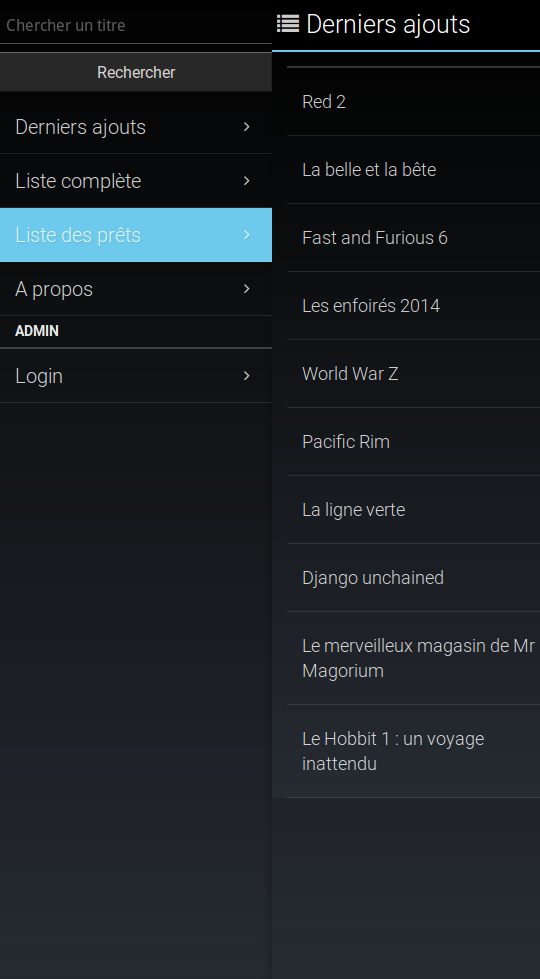 Chercher un titre
Rechercher
Derniers ajouts
Liste complète
Liste des prêts
A propos
ADMIN
Login
Derniers ajouts
Red 2
La belle et la bête
Fast and Furious 6
Les enfoirés 2014
World War Z
Pacific Rim
La ligne verte
Django unchained
Le merveilleux magasin de Mr
Magorium
Le Hobbit 1 : un voyage
inattendu